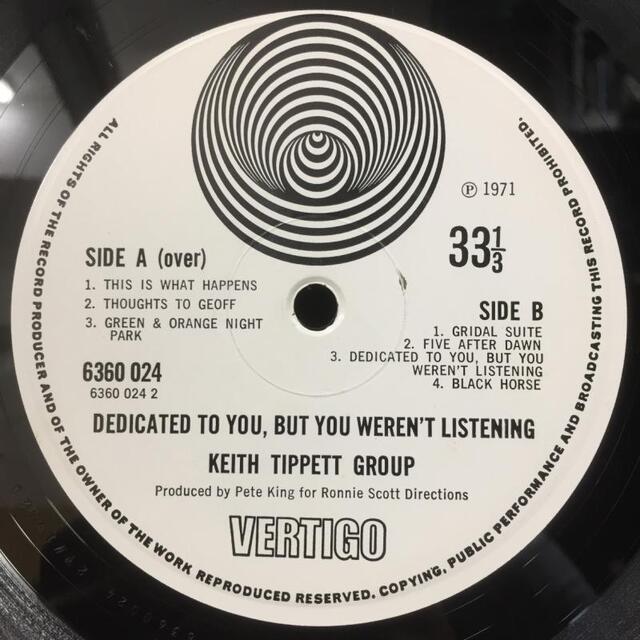 ALL RIGHTS OF THE RECORD PRODUCER AND OF THE OWNER OF THE WORK REPRODUCED RESERVED. COPYING, PUBLIC PERFORMANCE AND BROADCASTING THIS RECORD PROHIBITED.
℗ 1971
33⅓
SIDE A (over)
1. THIS IS WHAT HAPPENS
2. THOUGHTS TO GEOFF
3. GREEN & ORANGE NIGHT
PARK
6360 024
6360 024 2
SIDE B
1. GRIDAL SUITE
2. FIVE AFTER DAWN
3. DEDICATED TO YOU, BUT YOU
WEREN'T LISTENING
4. BLACK HORSE
DEDICATED TO YOU, BUT YOU WEREN'T LISTENING
KEITH TIPPETT GROUP
Produced by Pete King for Ronnie Scott Directions
VERTIGO